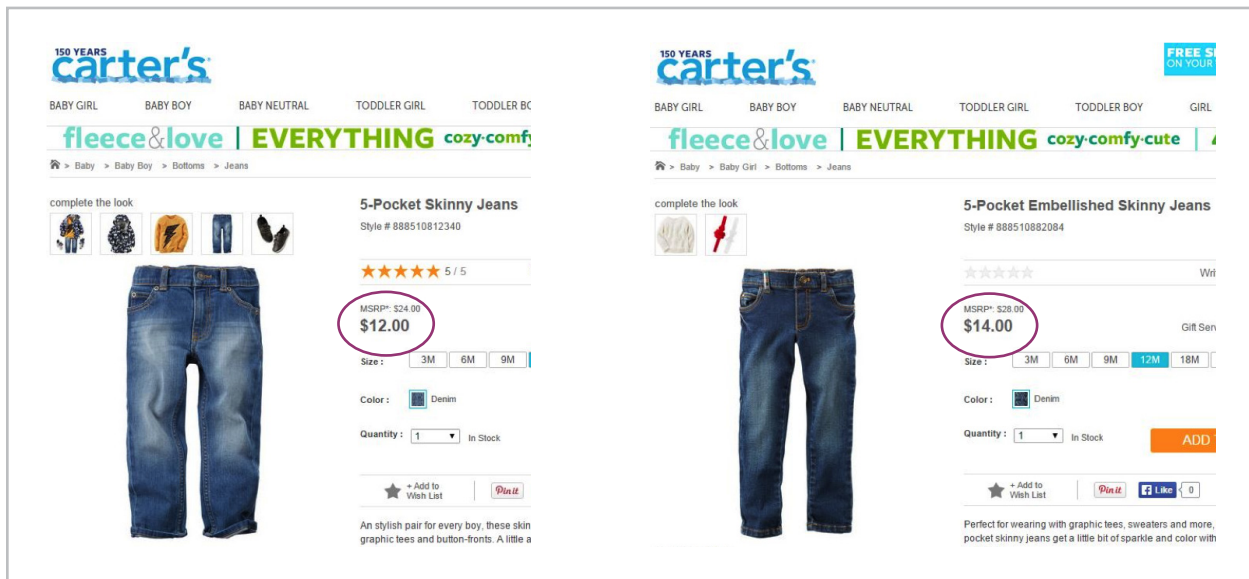 150 YEARS
carter's
BABY GIRL BABY BOY BABY NEUTRAL TODDLER GIRL TODDLER BO
fleece&love | EVERYTHING cozy·comfy
> Baby > Baby Boy > Bottoms > Jeans
complete the look
5-Pocket Skinny Jeans
Style # 888510812340
5 / 5
MSRP*: $24.00
$12.00
Size : 3M 6M 9M
Color : Denim
Quantity : 1 In Stock
+ Add to
Wish List
Pin it
An stylish pair for every boy, these skin
graphic tees and button-fronts. A little a
150 YEARS
carter's
FREE S
ON YOUR
BABY GIRL BABY BOY BABY NEUTRAL TODDLER GIRL TODDLER BOY GIRL
fleece&love | EVERYTHING cozy·comfy·cute |
> Baby > Baby Girl > Bottoms > Jeans
complete the look
5-Pocket Embellished Skinny Jeans
Style # 888510882084
Wri
MSRP*: $28.00
$14.00
Gift Serv
Size : 3M 6M 9M 12M 18M
Color : Denim
Quantity : 1 In Stock
ADD T
+ Add to
Wish List
Pin it
Like 0
Perfect for wearing with graphic tees, sweaters and more,
pocket skinny jeans get a little bit of sparkle and color with